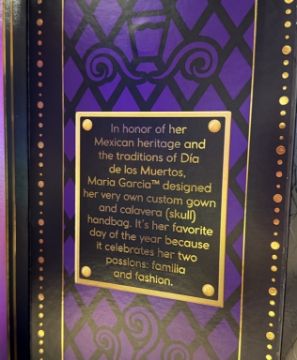 In honor of her
Mexican heritage and
the traditions of Día
de los Muertos,
Maria Garcia™ designed
her very own custom gown
and calavera (skull)
handbag. It's her favorite
day of the year because
it celebrates her two
passions: familia
and fashion.